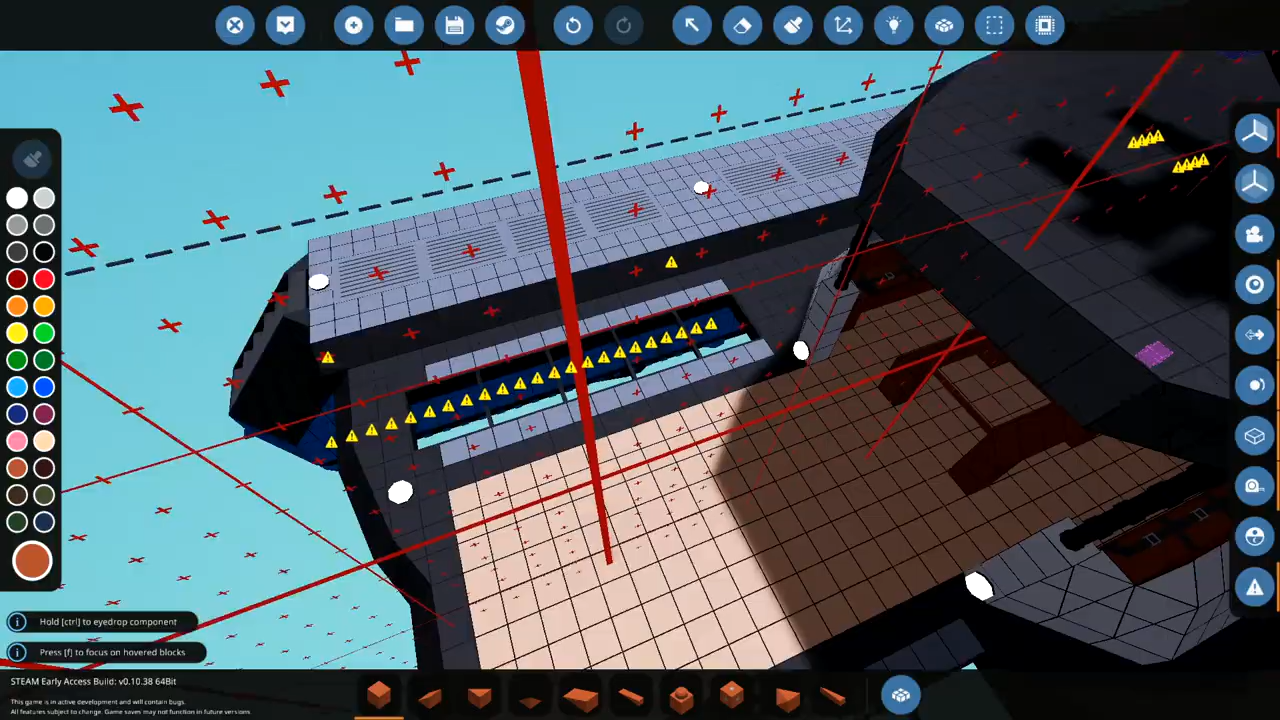 Hold [ctrl] to eyedrop component
Press [f] to focus on hovered blocks
STEAM Early Access Build: v0.10.38 64Bit
This game is in active development and will contain bugs.
All features subject to change. Game saves may not function in future versions